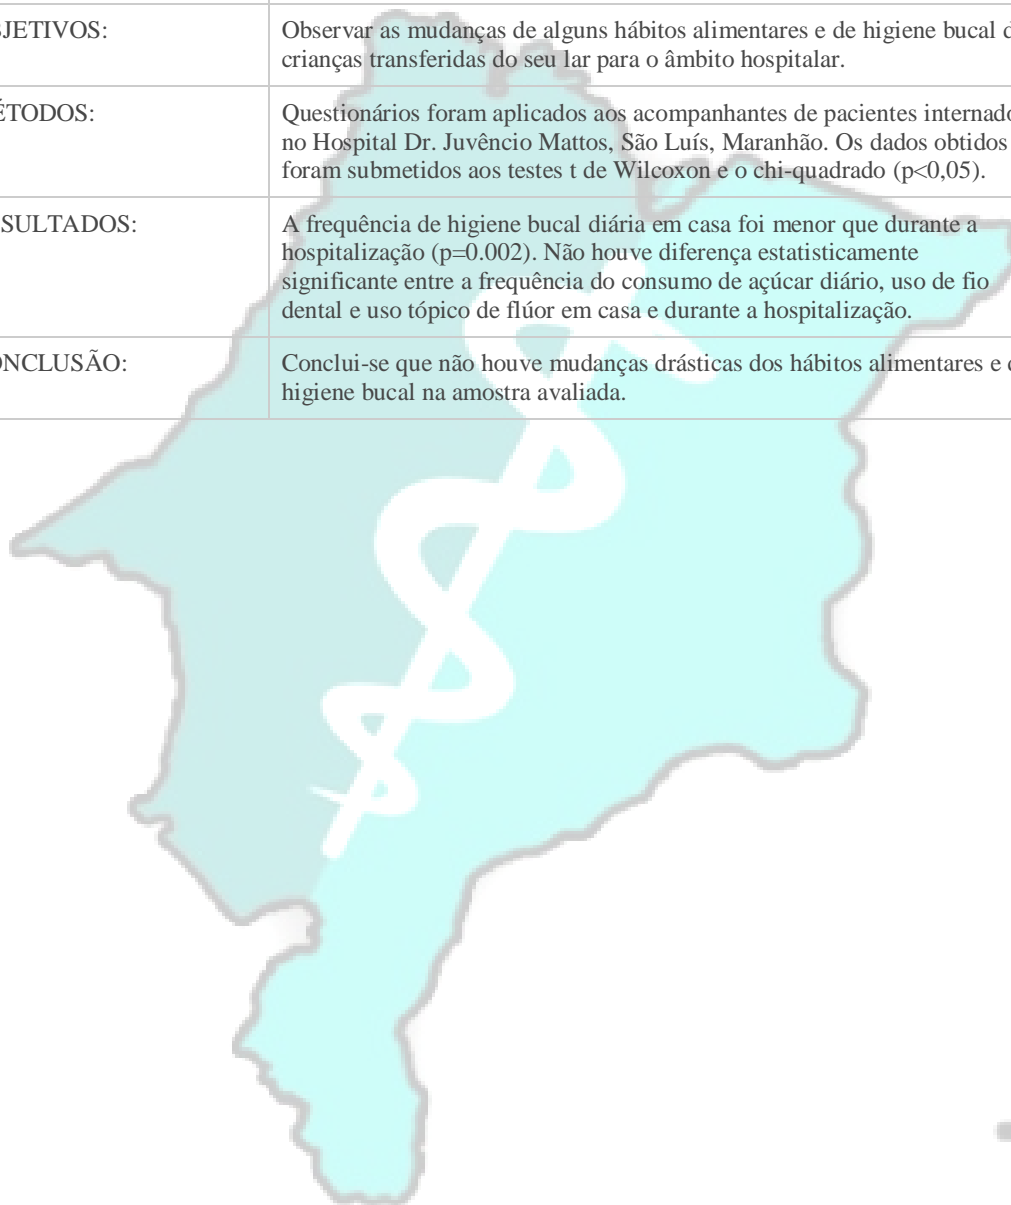 BJETIVOS:
Observar as mudanças de alguns hábitos alimentares e de higiene bucal d
crianças transferidas do seu lar para o âmbito hospitalar.
ÉTODOS:
Questionários foram aplicados aos acompanhantes de pacientes internado
no Hospital Dr. Juvêncio Mattos, São Luís, Maranhão. Os dados obtidos
foram submetidos aos testes t de Wilcoxon e o chi-quadrado (p<0,05).
SULTADOS:
A frequência de higiene bucal diária em casa foi menor que durante a
hospitalização (p=0.002). Não houve diferença estatisticamente
significante entre a frequência do consumo de açúcar diário, uso de fio
dental e uso tópico de flúor em casa e durante a hospitalização.
ONCLUSÃO:
Conclui-se que não houve mudanças drásticas dos hábitos alimentares e d
higiene bucal na amostra avaliada.